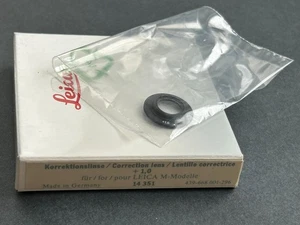 Leica
Korrektionslinse / Correction lens / Lentille correctrice
+ 1,0
für / for / pour LEICA M-Modelle
Made in Germany 14 351